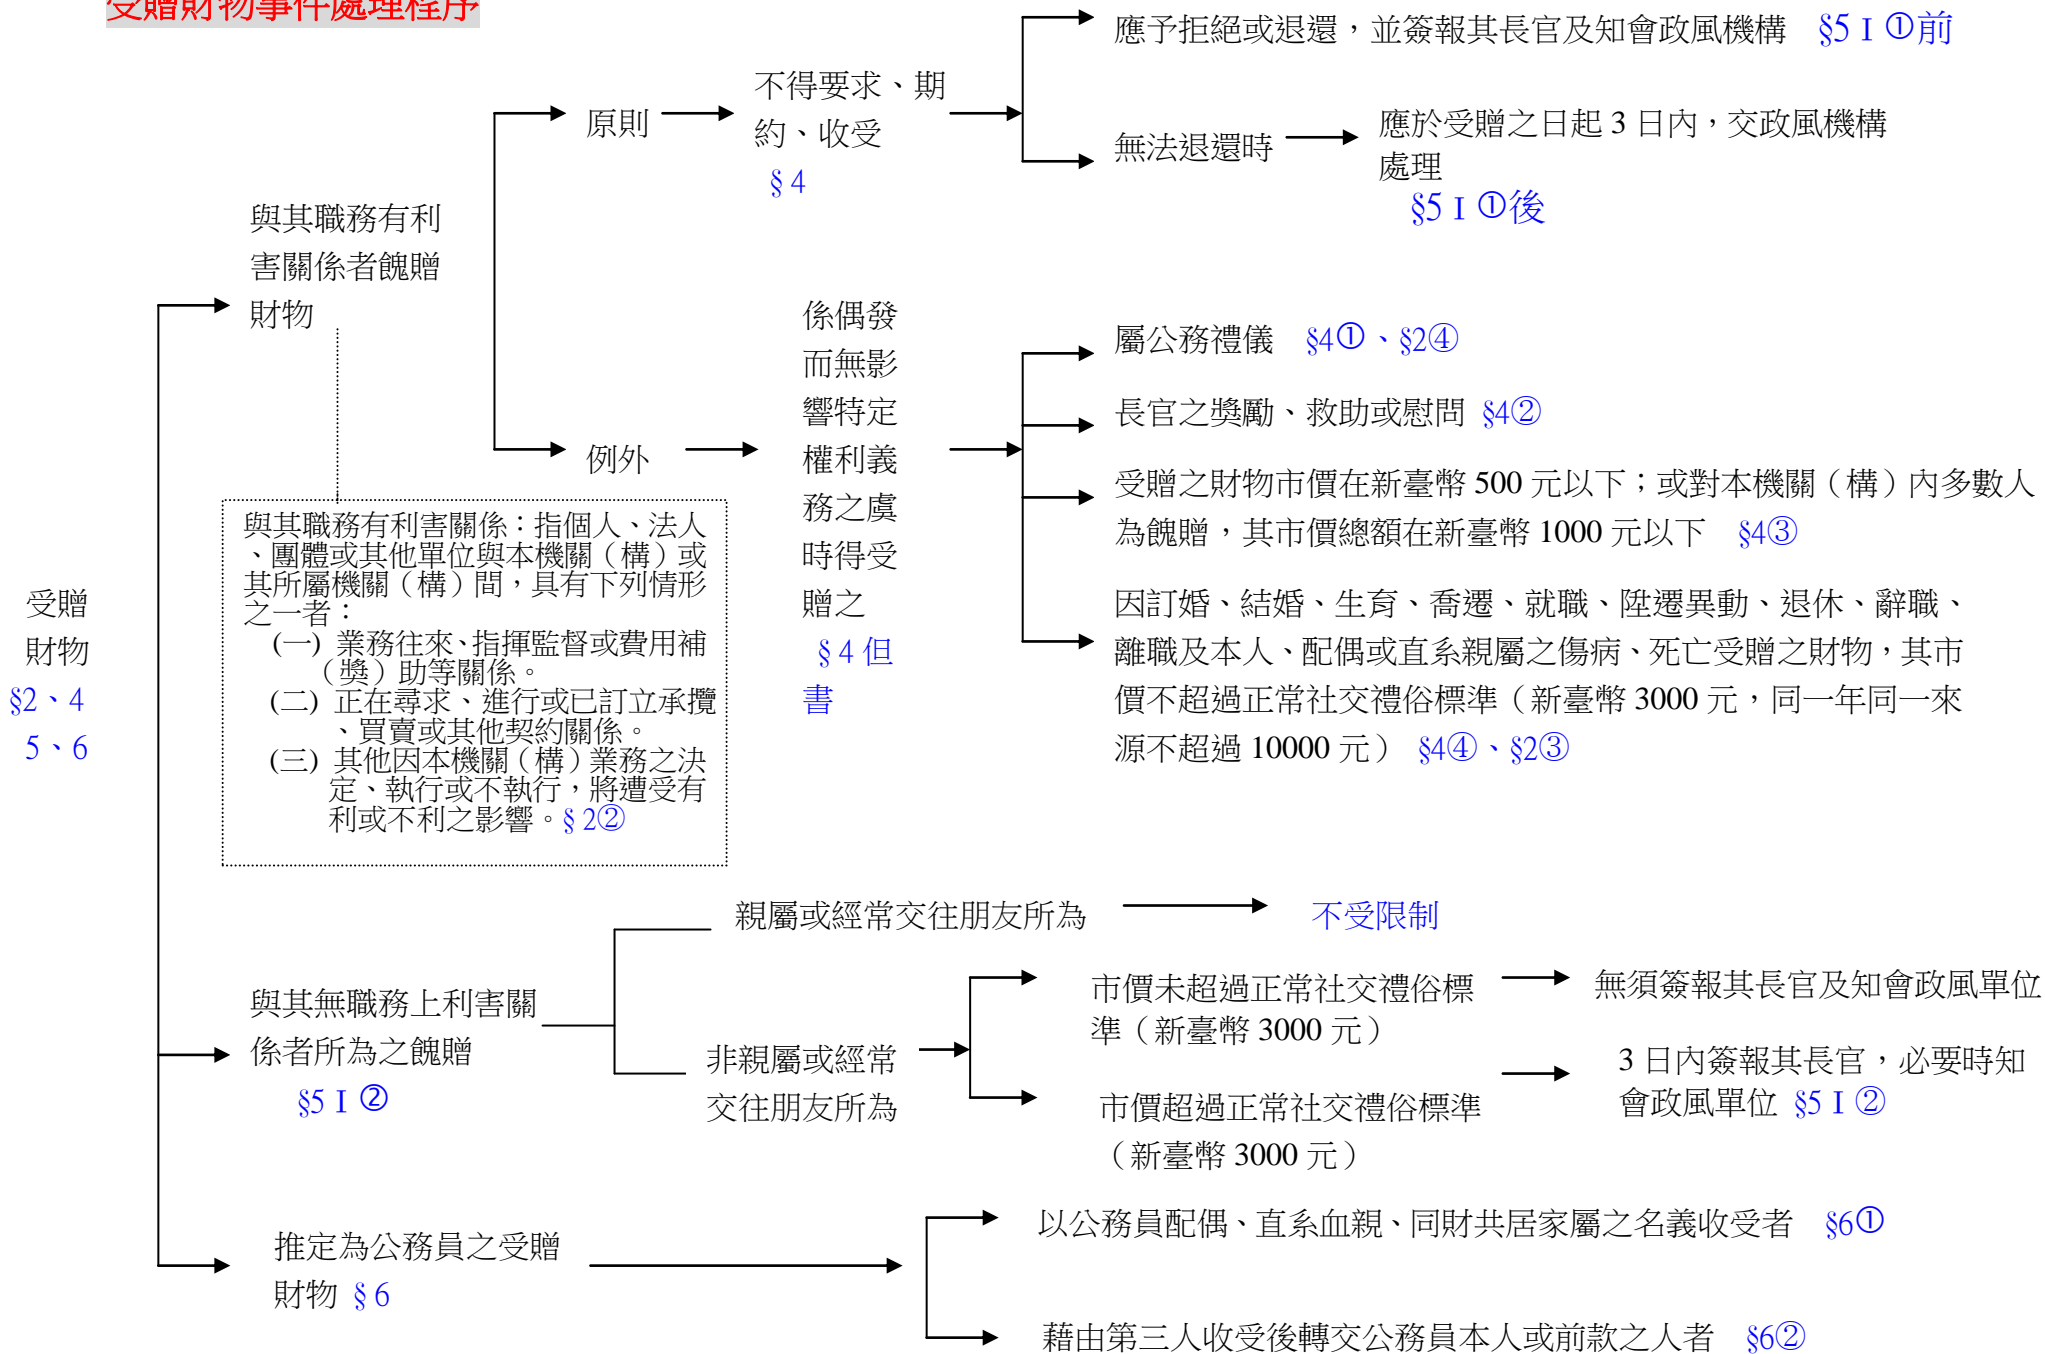 受贈財物事件處理程序
應予拒絕或退還，並簽報其長官及知會政風機構 §5 I ①前
不得要求、期
約、收受
§ 4
原則
無法退還時
應於受贈之日起 3 日內，交政風機構
處理
§5 I ①後
與其職務有利
害關係者餽贈
財物
係偶發
而無影
響特定
權利義
務之虞
時得受
贈之
§ 4 但
書
例外
屬公務禮儀 §4①、§2④
長官之獎勵、救助或慰問 §4②
受贈之財物市價在新臺幣 500 元以下；或對本機關（構）內多數人
為餽贈，其市價總額在新臺幣 1000 元以下 §4③
因訂婚、結婚、生育、喬遷、就職、陞遷異動、退休、辭職、
離職及本人、配偶或直系親屬之傷病、死亡受贈之財物，其市
價不超過正常社交禮俗標準（新臺幣 3000 元，同一年同一來
源不超過 10000 元） §4④、§2③
與其職務有利害關係：指個人、法人
、團體或其他單位與本機關（構）或
其所屬機關（構）間，具有下列情形
之一者：
(一) 業務往來、指揮監督或費用補
（獎）助等關係。
(二) 正在尋求、進行或已訂立承攬
、買賣或其他契約關係。
(三) 其他因本機關（構）業務之決
定、執行或不執行，將遭受有
利或不利之影響。§ 2②
受贈
財物
§2、4
5、6
親屬或經常交往朋友所為
不受限制
與其無職務上利害關
係者所為之餽贈
§5 I ②
非親屬或經常
交往朋友所為
市價未超過正常社交禮俗標
準（新臺幣 3000 元）
無須簽報其長官及知會政風單位
市價超過正常社交禮俗標準
（新臺幣 3000 元）
3 日內簽報其長官，必要時知
會政風單位 §5 I ②
推定為公務員之受贈
財物 § 6
以公務員配偶、直系血親、同財共居家屬之名義收受者 §6①
藉由第三人收受後轉交公務員本人或前款之人者 §6②